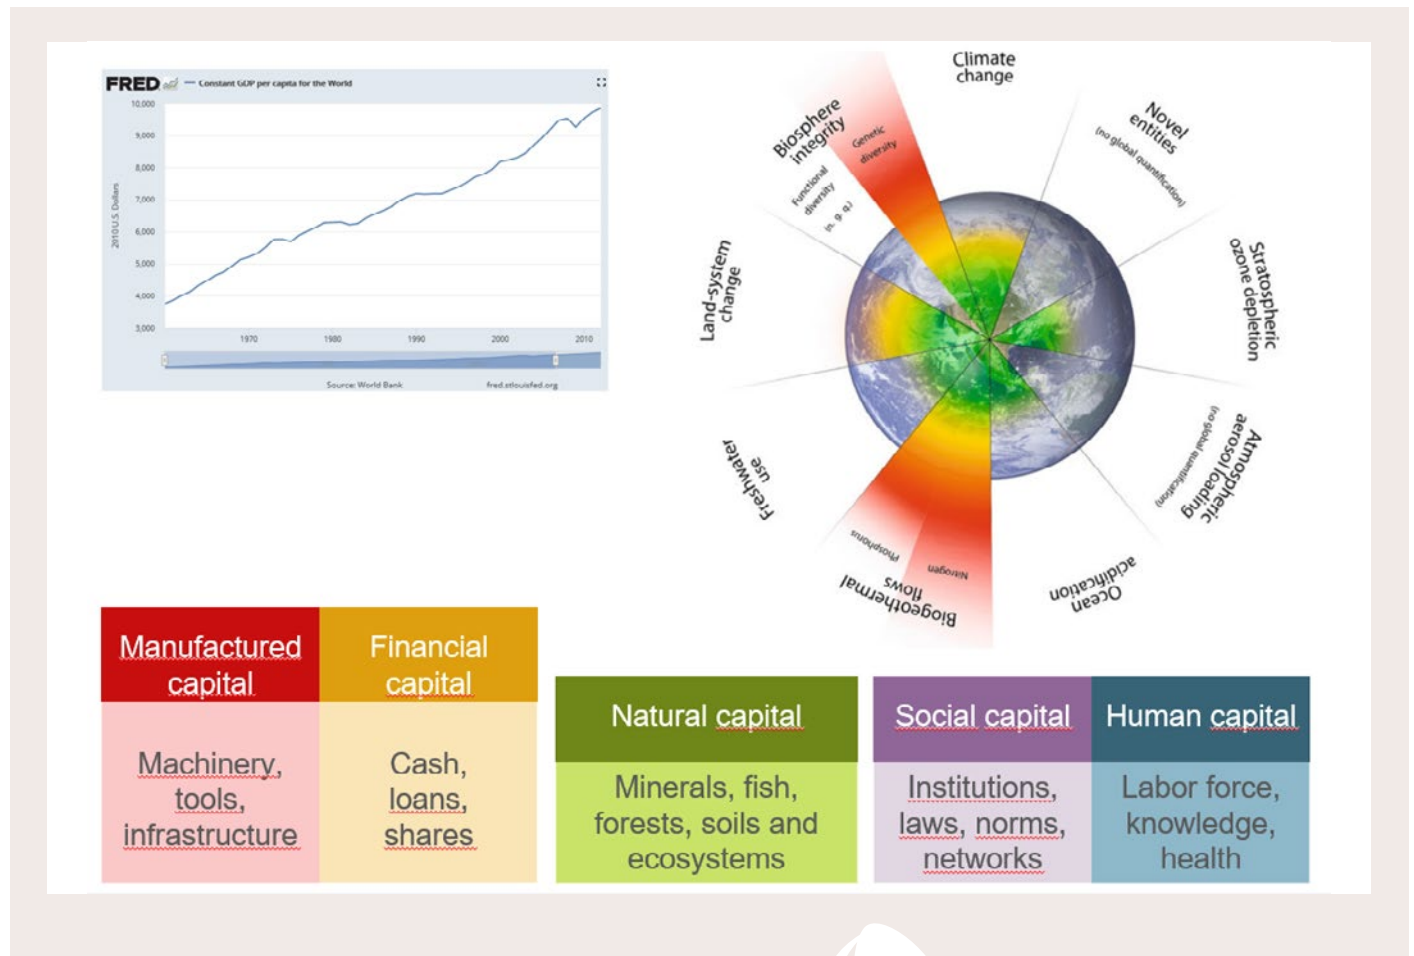 FRED
Constant GDP per capita for the World
10,000
9,000
8,000
7,000
6,000
5,000
4,000
3,000
2010 U.S. Dollars
1970
1980
1990
2000
2010
Source: World Bank
fred.stlouisfed.org
Climate
change
Novel
entities
(no global quantification)
Stratospheric
ozone depletion
Atmospheric
aerosol loading
(no global quantification)
Ocean
acidification
Biogeothermal
flows
Nitrogen
Phosphorus
Freshwater
use
Land-system
change
Biosphere
integrity
Genetic
diversity
Functional
diversity
(n. g. q.)
Manufactured
capital
Machinery,
tools,
infrastructure
Financial
capital
Cash,
loans,
shares
Natural capital
Minerals, fish,
forests, soils and
ecosystems
Social capital
Institutions,
laws, norms,
networks
Human capital
Labor force,
knowledge,
health